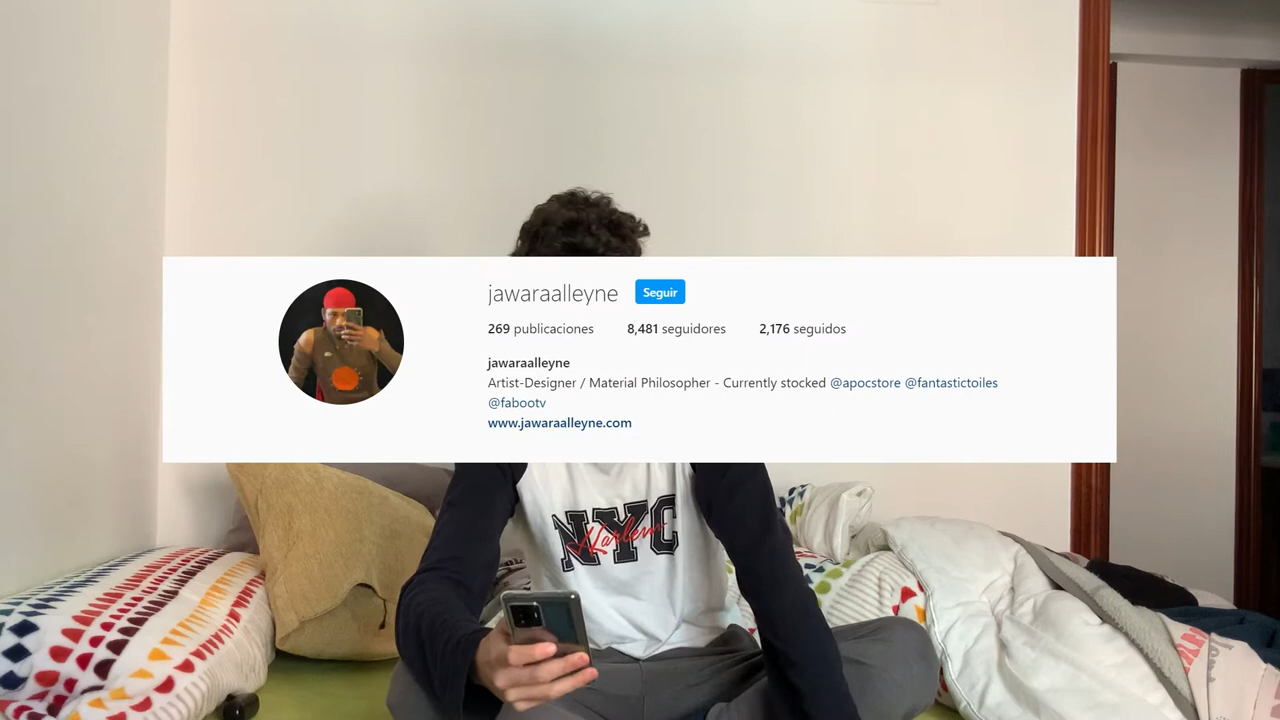 jawaraalleyne Seguir
269 publicaciones 8,481 seguidores 2,176 seguidos
jawaraalleyne
Artist-Designer / Material Philosopher - Currently stocked @apocstore @fantastictoiles
@fabootv
www.jawaraalleyne.com
NYC
Harlem